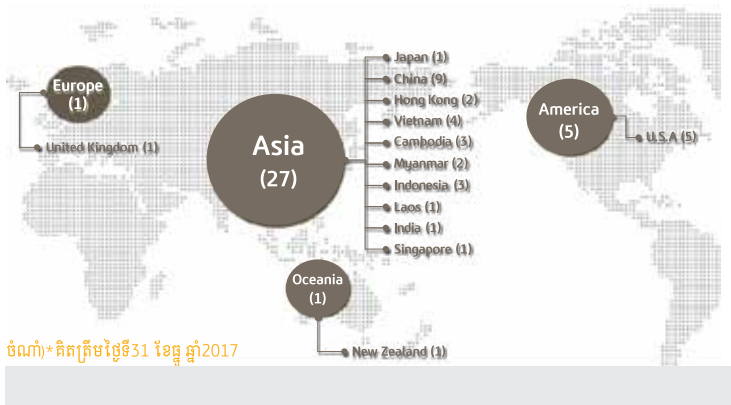 Europe
(1)
United Kingdom (1)
Asia
(27)
Japan (1)
China (9)
Hong Kong (2)
Vietnam (4)
Cambodia (3)
Myanmar (2)
Indonesia (3)
Laos (1)
India (1)
Singapore (1)
America
(5)
U.S.A (5)
Oceania
(1)
New Zealand (1)
ចំណាំ)*គិតត្រឹមថ្ងៃទី31 ខែធ្នូ ឆ្នាំ2017